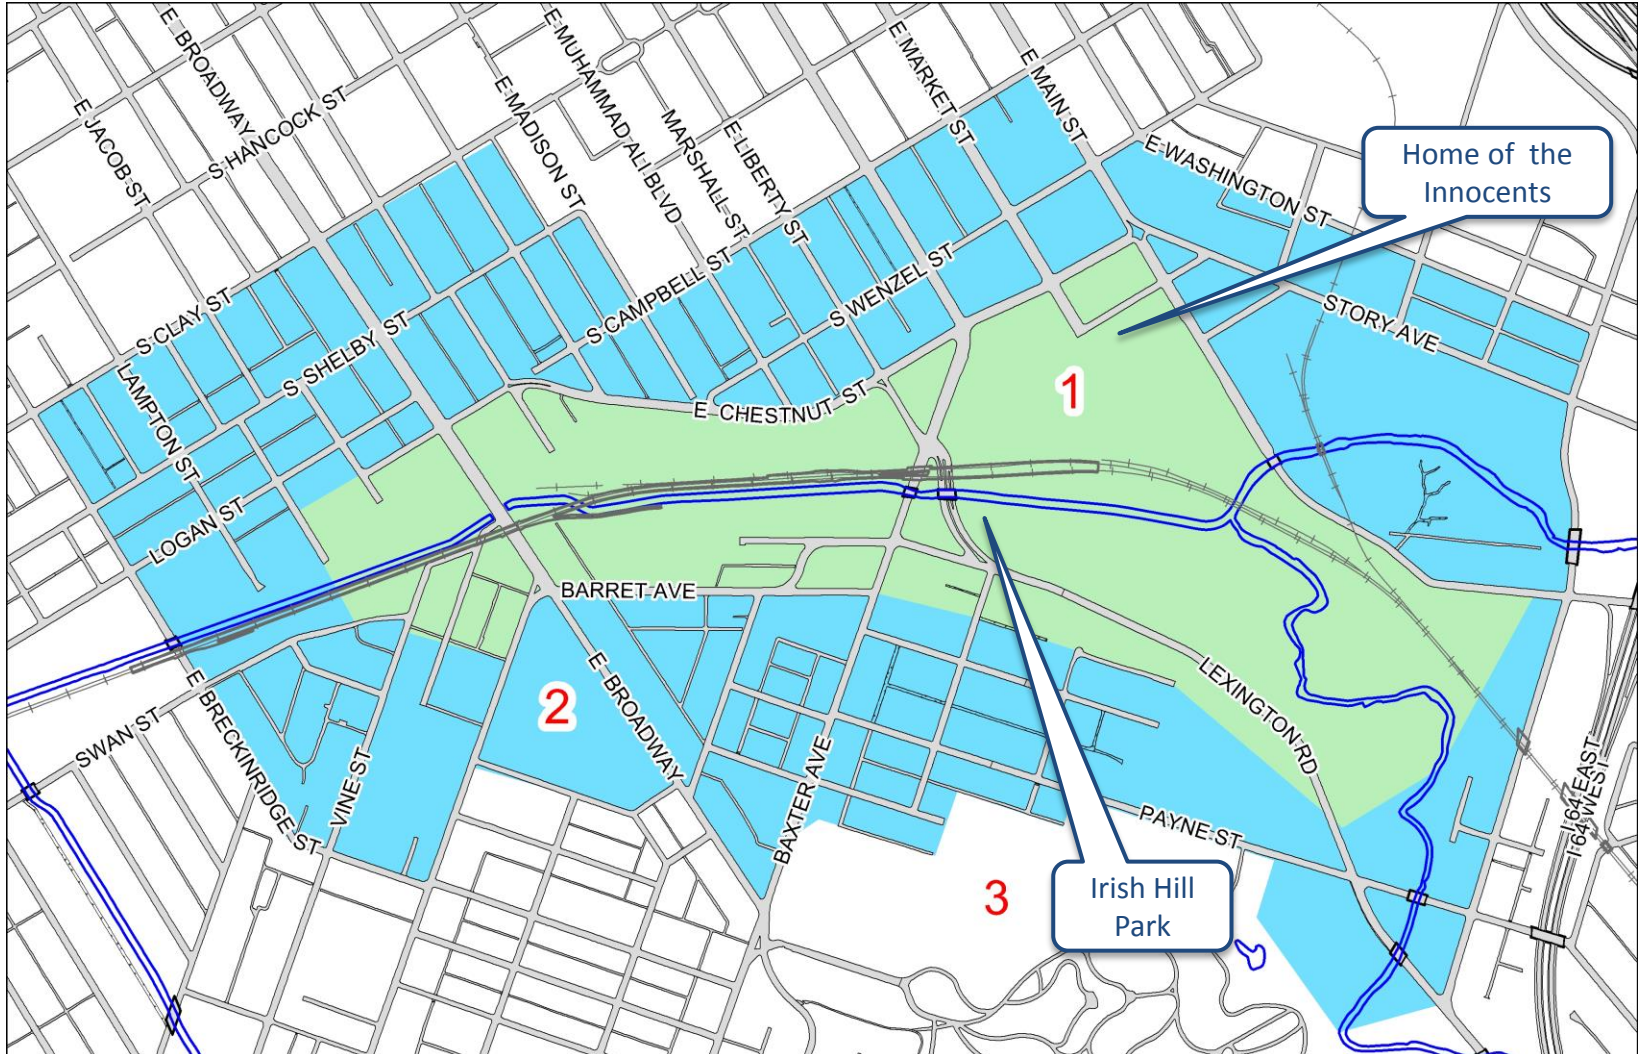 E BROADWAY
E JACOB ST
S HANCOCK ST
E MADISON ST
E MUHAMMAD ALI BLVD
MARSHALL ST
E LIBERTY ST
E MARKET ST
E MAIN ST
E WASHINGTON ST
Home of the
Innocents
S CLAY ST
S SHELBY ST
S CAMPBELL ST
S WENZEL ST
STORY AVE
LAMPTON ST
E CHESTNUT ST
1
LOGAN ST
BARRET AVE
E BRECKINRIDGE ST
SWAN ST
VINE ST
2
E BROADWAY
BAXTER AVE
LEXINGTON RD
PAYNE ST
I 64 EAST
I 64 WEST
3
Irish Hill
Park